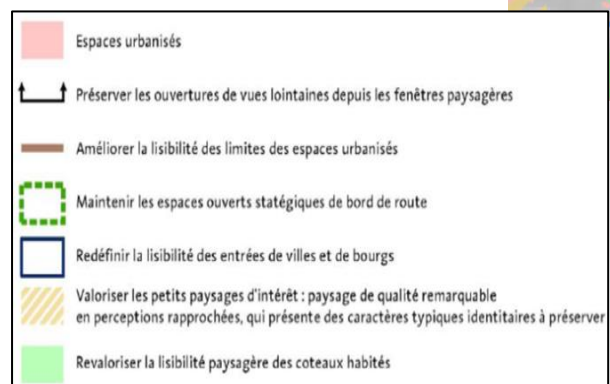 Espaces urbanisés
Préserver les ouvertures de vues lointaines depuis les fenêtres paysagères
Améliorer la lisibilité des limites des espaces urbanisés
Maintenir les espaces ouverts statégiques de bord de route
Redéfinir la lisibilité des entrées de villes et de bourgs
Valoriser les petits paysages d'intérêt : paysage de qualité remarquable
en perceptions rapprochées, qui présente des caractères typiques identitaires à préserver
Revaloriser la lisibilité paysagère des coteaux habités